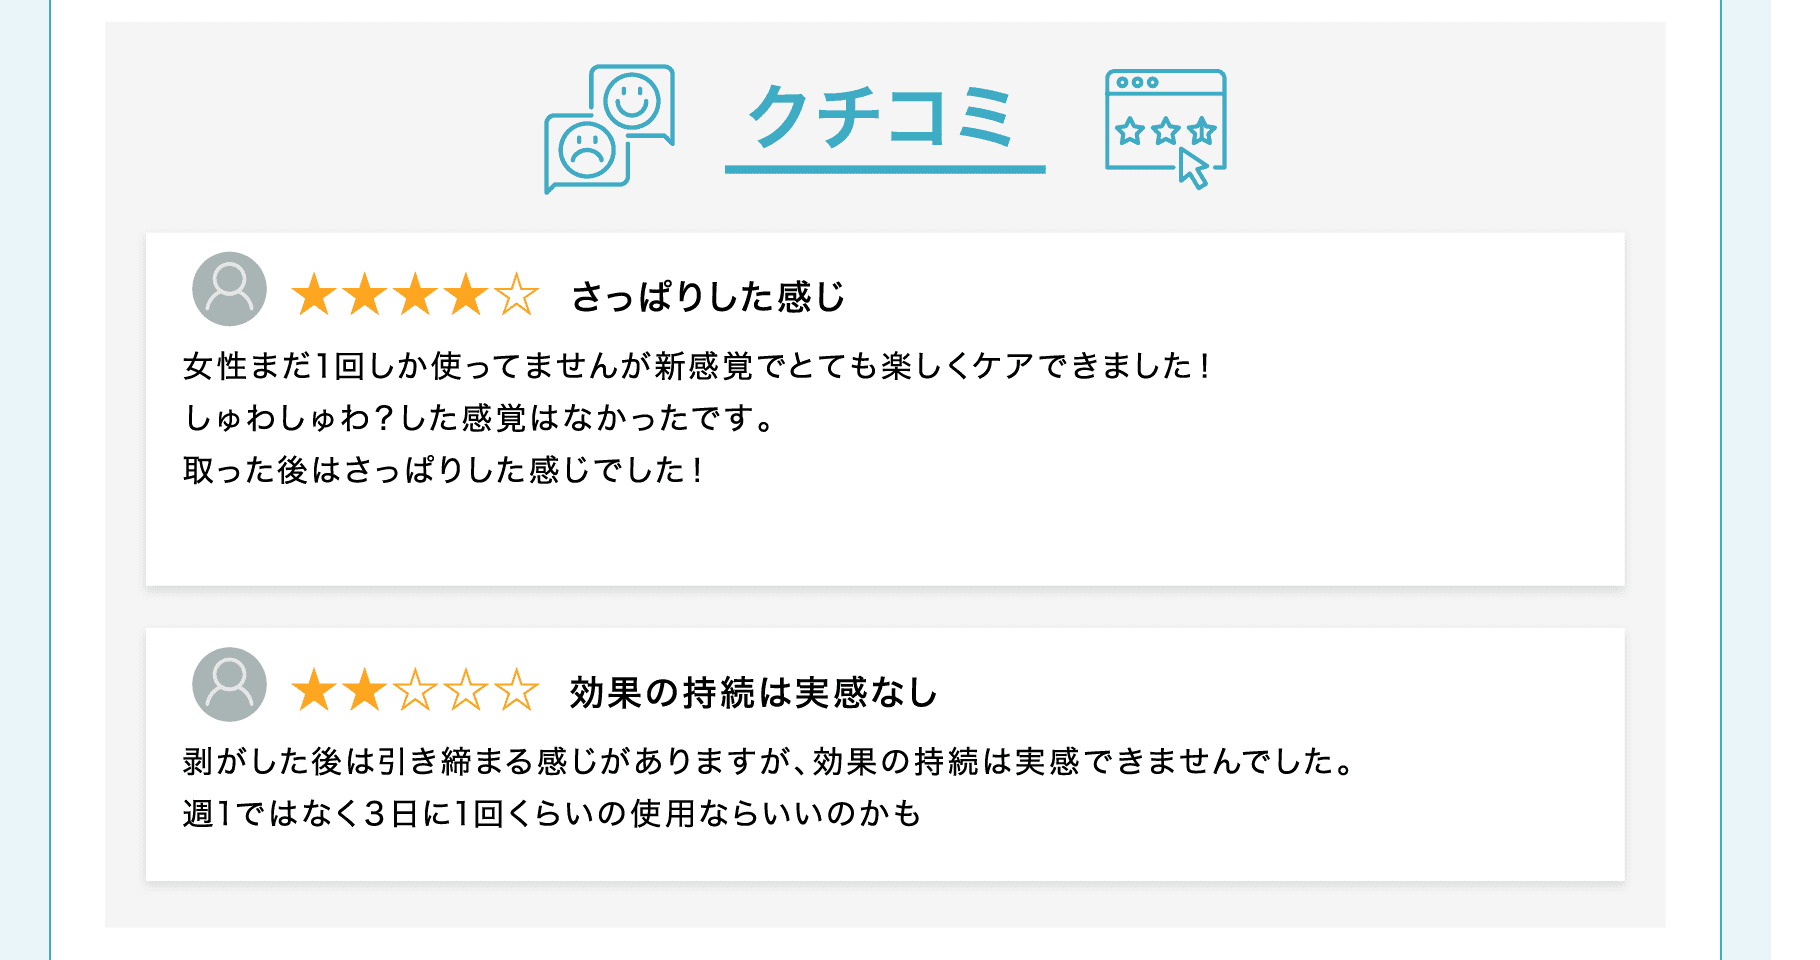 クチコミ
★★★★☆ さっぱりした感じ
女性まだ1回しか使ってませんが新感覚でとても楽しくケアできました！
しゅわしゅわ？した感覚はなかったです。
取った後はさっぱりした感じでした！
★★☆☆☆ 効果の持続は実感なし
剥がした後は引き締まる感じがありますが、効果の持続は実感できませんでした。
週1ではなく3日に1回くらいの使用ならいいのかも